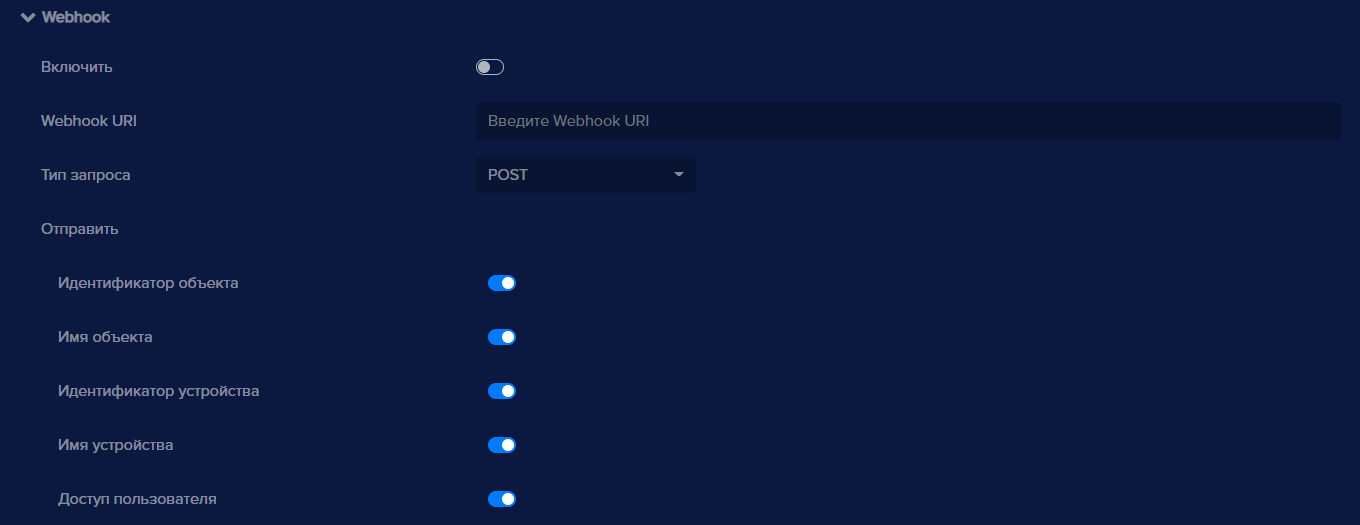 Webhook
Включить
Webhook URI
Введите Webhook URI
Тип запроса
POST
Отправить
Идентификатор объекта
Имя объекта
Идентификатор устройства
Имя устройства
Доступ пользователя